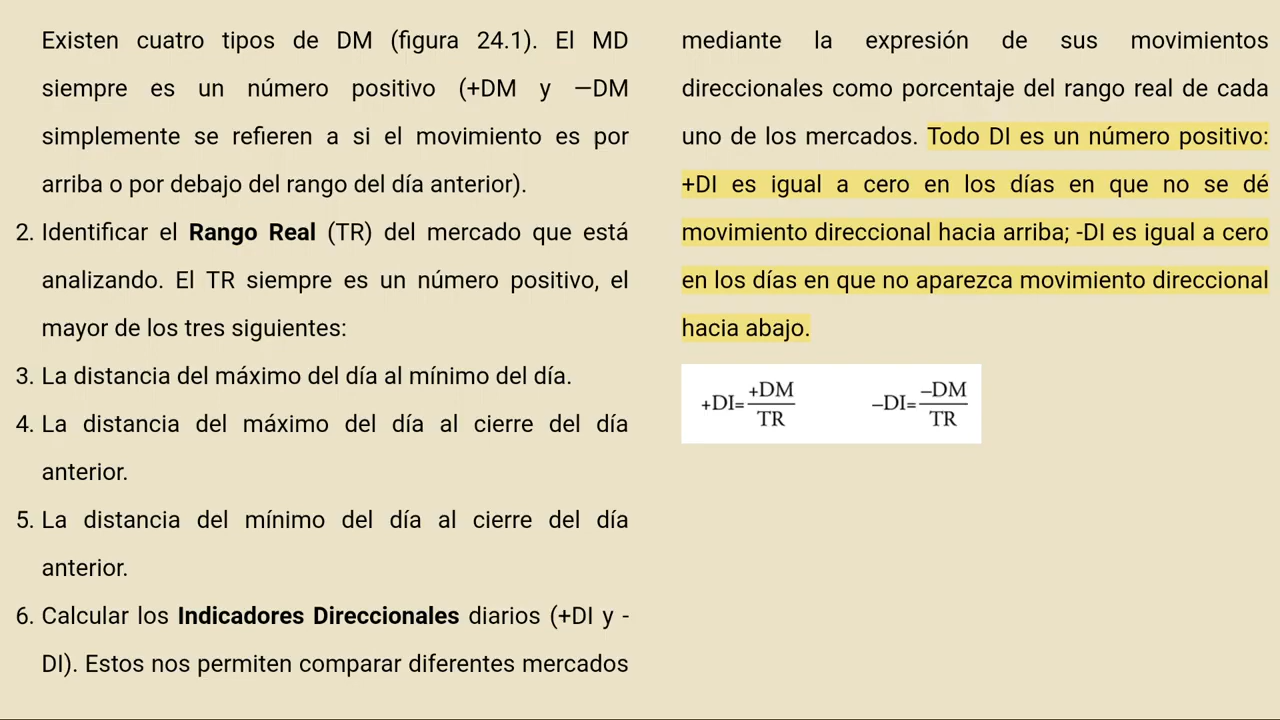 Existen cuatro tipos de DM (figura 24.1). El MD
siempre es un número positivo (+DM y —DM
simplemente se refieren a si el movimiento es por
arriba o por debajo del rango del día anterior).
2. Identificar el Rango Real (TR) del mercado que está
analizando. El TR siempre es un número positivo, el
mayor de los tres siguientes:
3. La distancia del máximo del día al mínimo del día.
4. La distancia del máximo del día al cierre del día
anterior.
5. La distancia del mínimo del día al cierre del día
anterior.
6. Calcular los Indicadores Direccionales diarios (+DI y -
DI). Estos nos permiten comparar diferentes mercados
mediante la expresión de sus movimientos
direccionales como porcentaje del rango real de cada
uno de los mercados. Todo DI es un número positivo:
+DI es igual a cero en los días en que no se dé
movimiento direccional hacia arriba; -DI es igual a cero
en los días en que no aparezca movimiento direccional
hacia abajo.
+DI= +DM / TR –DI= –DM / TR